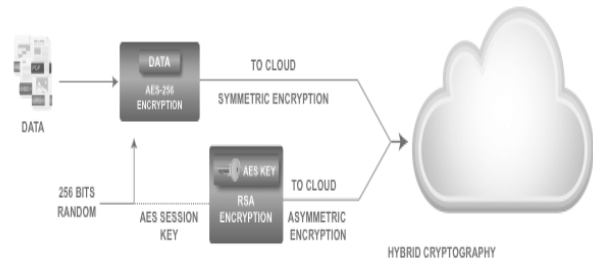 DATA
DATA
AES-256
ENCRYPTION
TO CLOUD
SYMMETRIC ENCRYPTION
256 BITS
RANDOM
AES SESSION
KEY
AES KEY
RSA
ENCRYPTION
TO CLOUD
ASYMMETRIC
ENCRYPTION
HYBRID CRYPTOGRAPHY